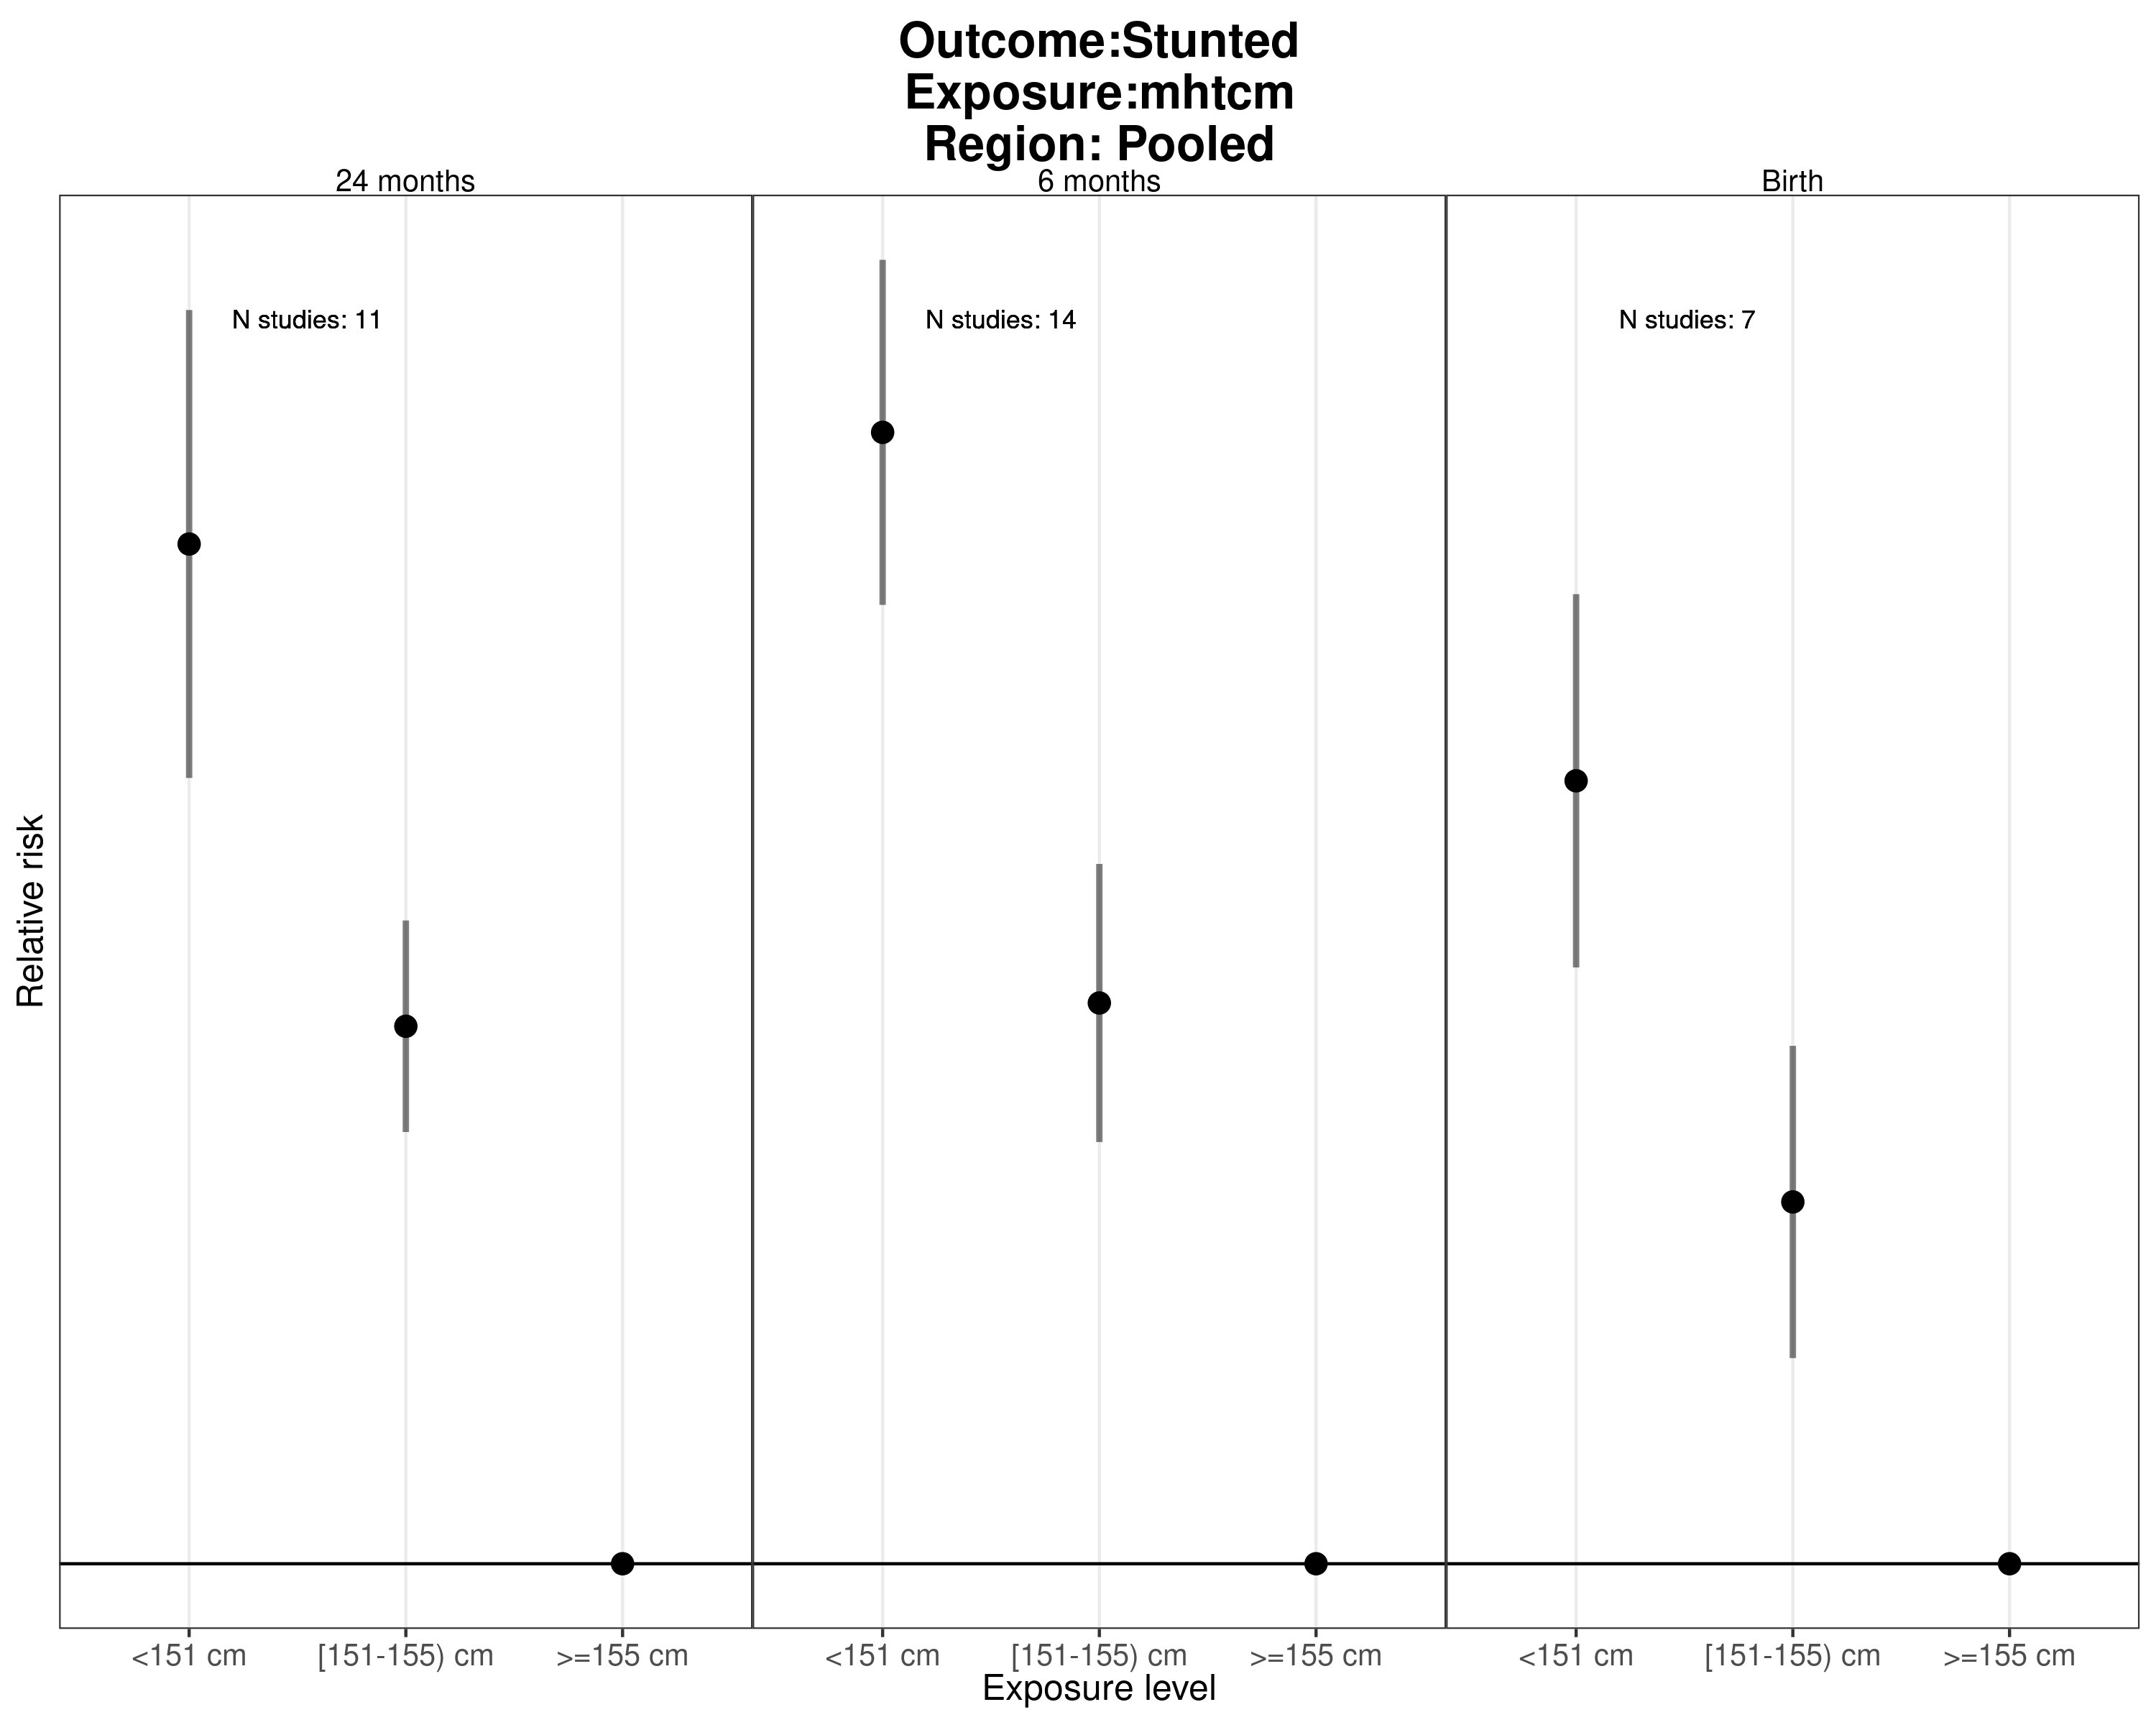 Outcome:Stunted
Exposure:mhtcm
Region: Pooled
24 months
6 months
Birth
N studies: 11
N studies: 14
N studies: 7
Relative risk
<151 cm
[151-155) cm
>=155 cm
<151 cm
[151-155) cm
>=155 cm
<151 cm
[151-155) cm
>=155 cm
Exposure level